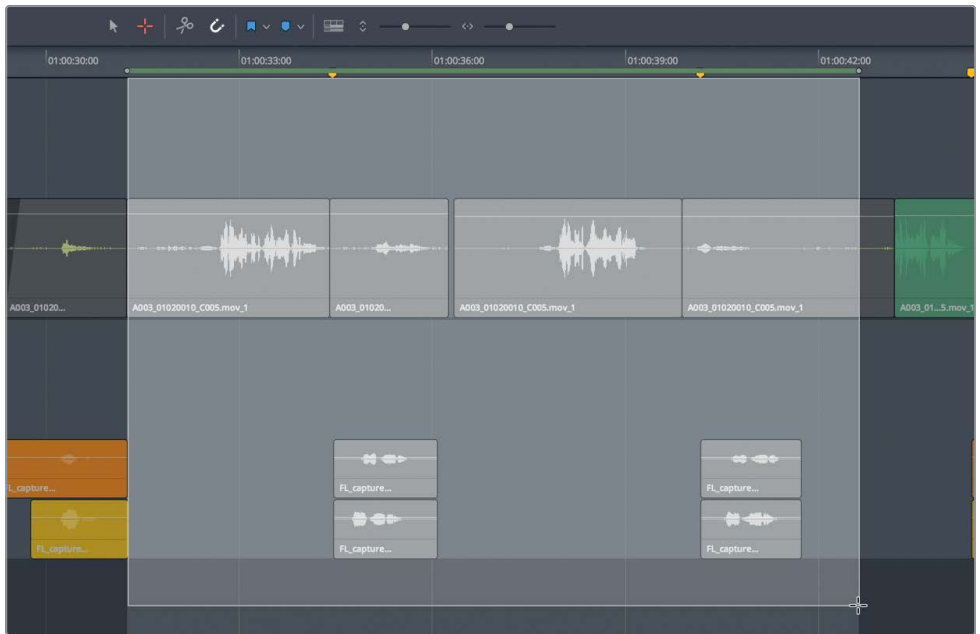 01:00:30:00
01:00:33:00
01:00:36:00
01:00:39:00
01:00:42:00
A003_01020...
A003_01020010_C005.mov_1
A003_01020...
A003_01020010_C005.mov_1
A003_01020010_C005.mov_1
A003_01...5.mov_1
L_capture...
FL_capture...
FL_capture...
FL_capture...
FL_capture...
FL_capture...